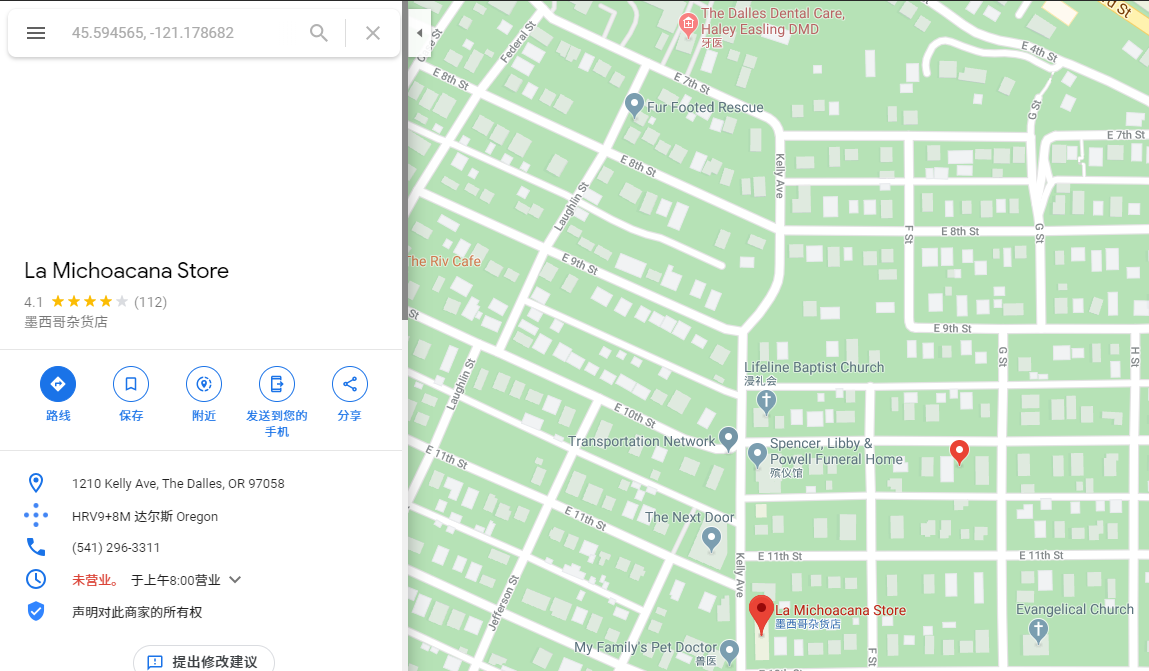 45.594565, -121.178682
La Michoacana Store
4.1 (112)
墨西哥杂货店
路线
保存
附近
发送到您的
手机
分享
1210 Kelly Ave, The Dalles, OR 97058
HRV9+8M 达尔斯 Oregon
(541) 296-3311
未营业。 于上午8:00营业
声明对此商家的所有权
提出修改建议
The Dalles Dental Care,
Haley Easling DMD
牙医
3rd St
Federal St
E 4th St
E 8th St
E 7th St
G St
Fur Footed Rescue
E 7th St
Kelly Ave
E 8th St
Laughlin St
F St
E 8th St
G St
The Riv Cafe
E 9th St
E 9th St
G St
H St
Lifeline Baptist Church
浸礼会
Laughlin St
E 10th St
Transportation Network
Spencer, Libby &
Powell Funeral Home
殡仪馆
E 11th St
The Next Door
E 11th St
E 11th St
E 11th St
Kelly Ave
Jefferson St
La Michoacana Store
墨西哥杂货店
Evangelical Church
My Family's Pet Doctor
兽医
F St